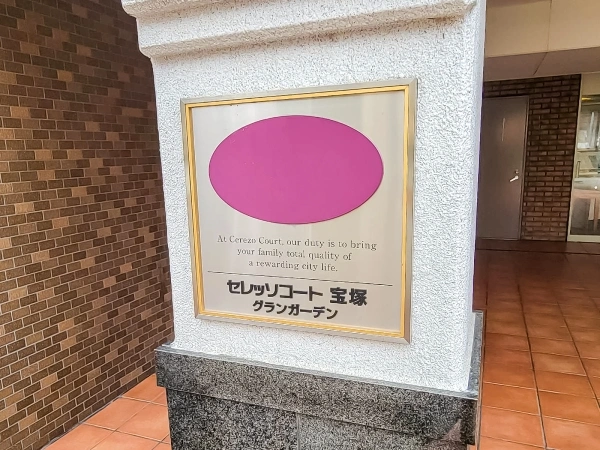 At Cerezo Court, our duty is to bring
your family total quality of
a rewarding city life.
セレッソコート 宝塚
グランガーデン